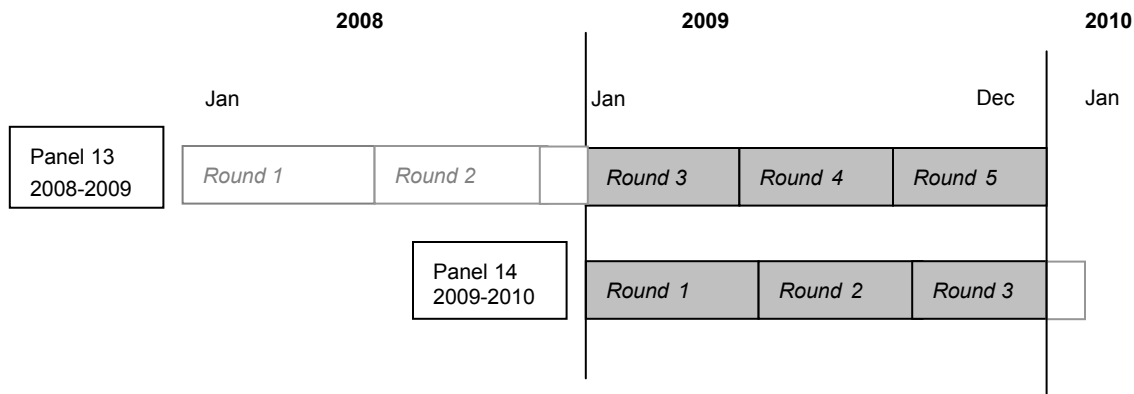 2008 2009 2010
Jan Jan Dec Jan
Panel 13
2008-2009
Round 1 Round 2 Round 3 Round 4 Round 5
Panel 14
2009-2010
Round 1 Round 2 Round 3